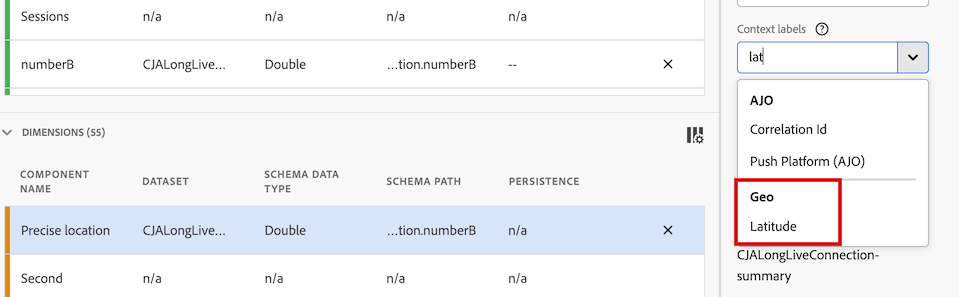 Sessions n/a n/a n/a
numberB CJALongLive... Double ...tion.numberB --
DIMENSIONS (55)
COMPONENT NAME DATASET SCHEMA DATA TYPE SCHEMA PATH PERSISTENCE
Precise location CJALongLive... Double ...tion.numberB n/a
Second n/a n/a n/a n/a
Context labels
lat
AJO
Correlation Id
Push Platform (AJO)
Geo
Latitude
CJALongLiveConnection-
summary